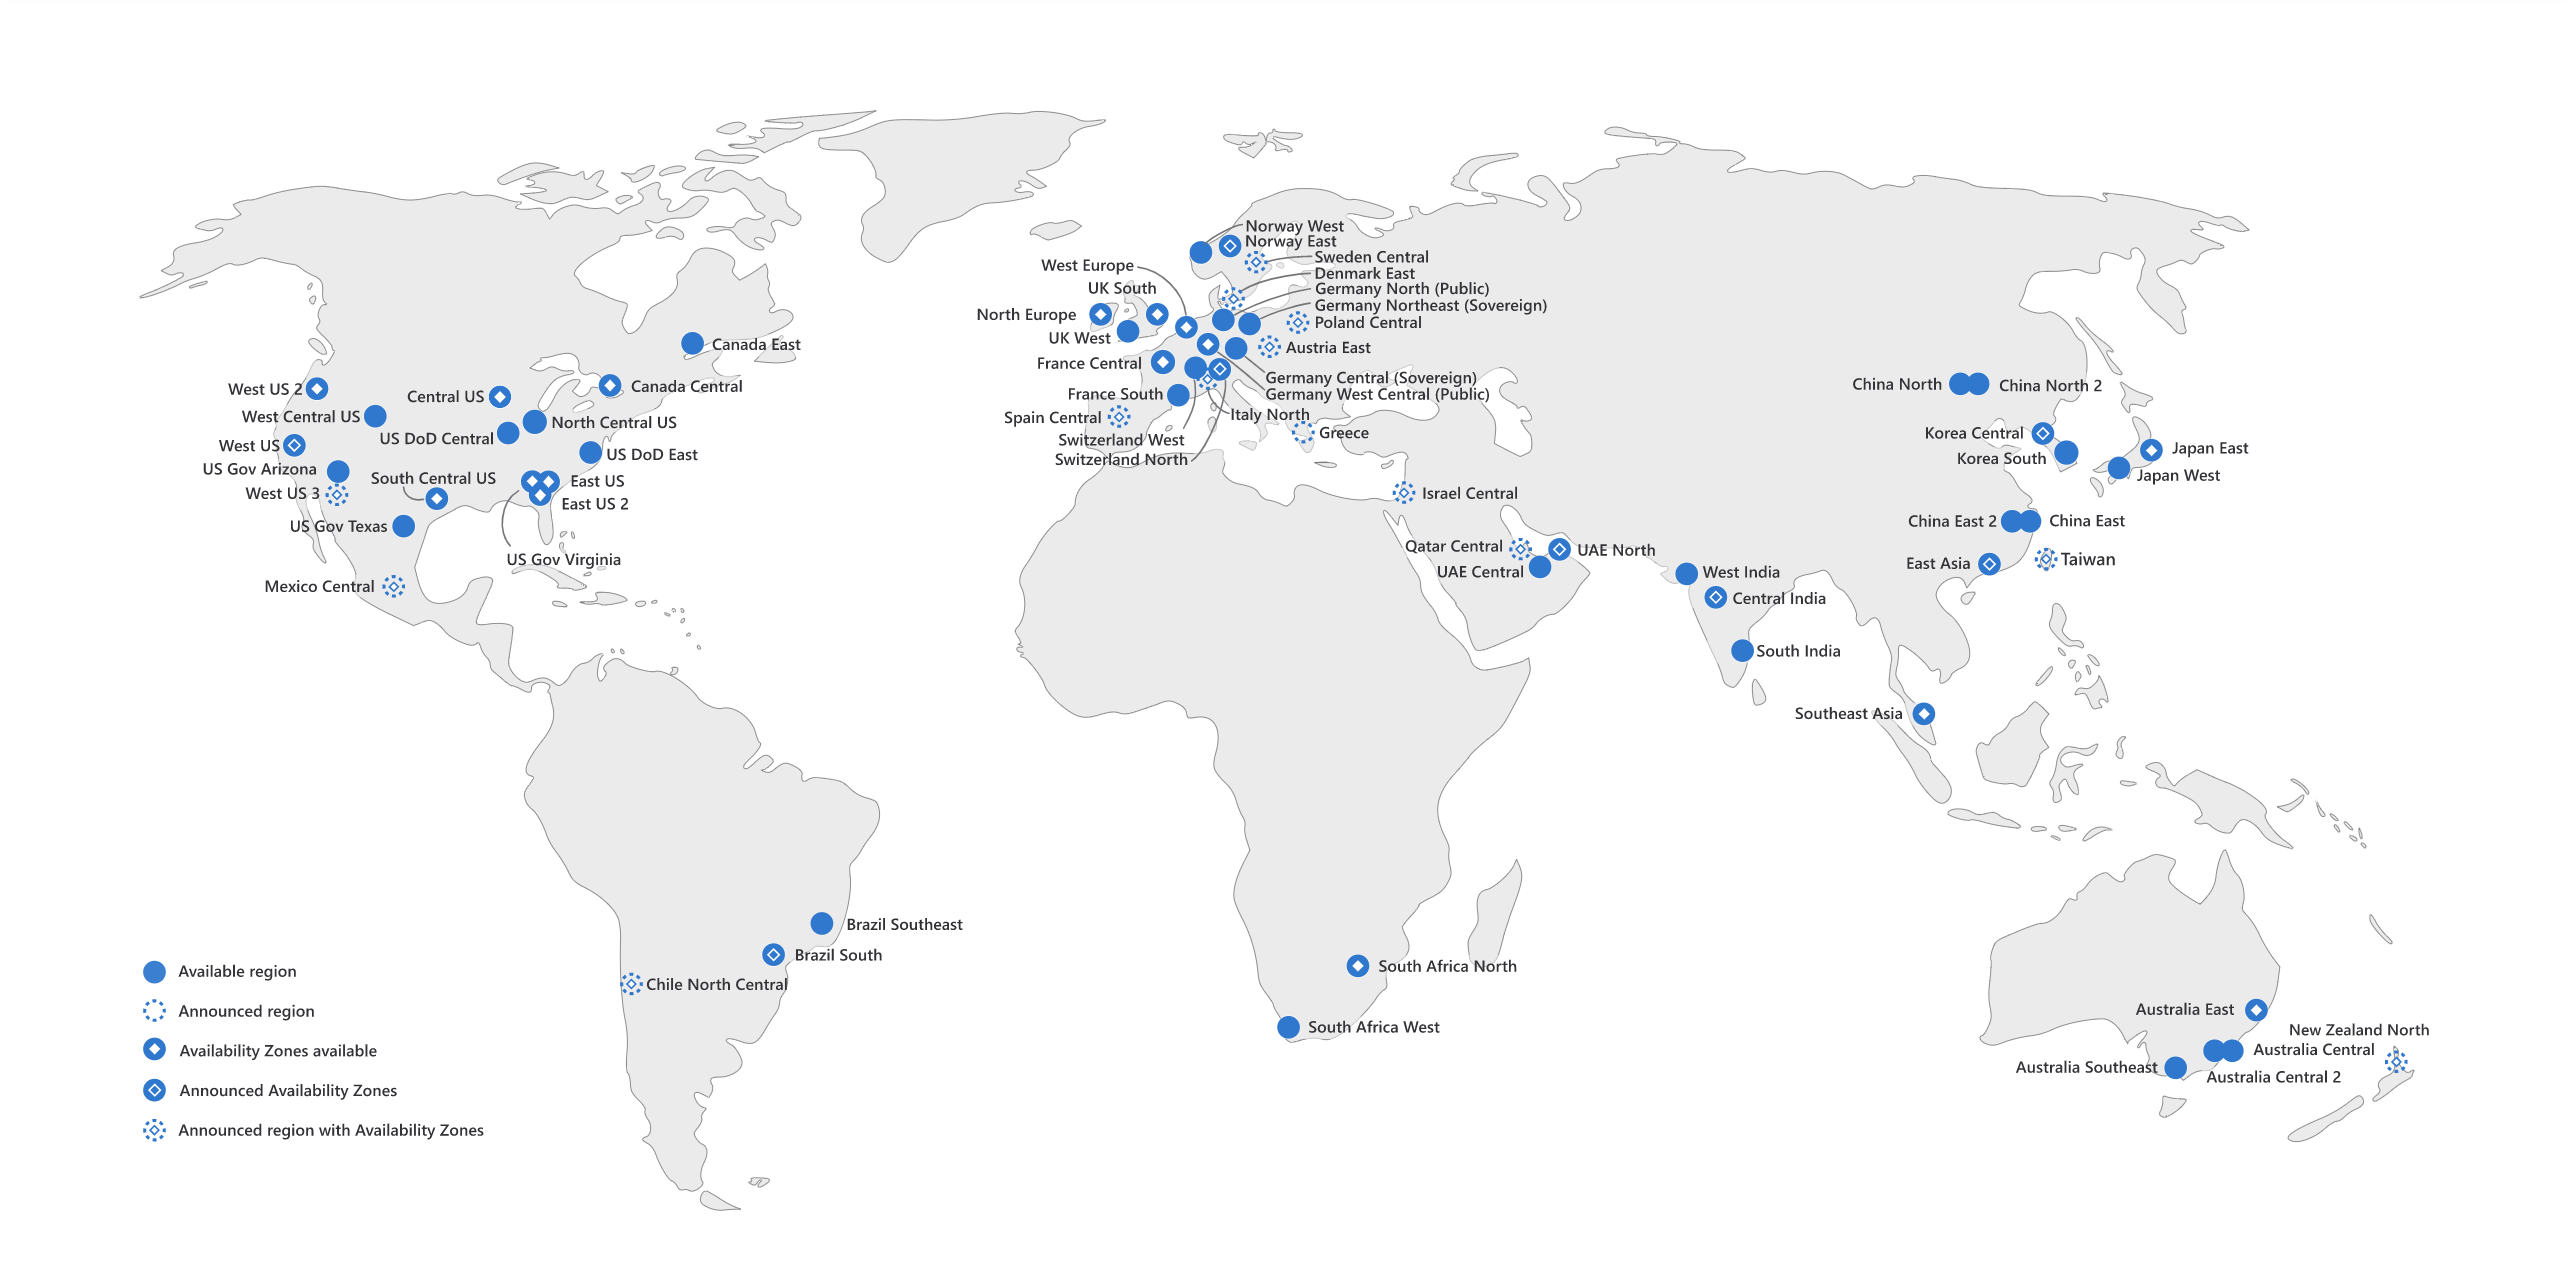 Norway West
Norway East
Sweden Central
West Europe
Denmark East
UK South
Germany North (Public)
Germany Northeast (Sovereign)
North Europe
Poland Central
UK West
Canada East
Austria East
France Central
Germany Central (Sovereign)
West US 2
Central US
Canada Central
France South
Germany West Central (Public)
China North
China North 2
West Central US
North Central US
Spain Central
Italy North
US DoD Central
Switzerland West
Greece
Korea Central
West US
US DoD East
Switzerland North
Korea South
Japan East
US Gov Arizona
South Central US
East US
Japan West
West US 3
East US 2
Israel Central
US Gov Texas
China East 2
China East
US Gov Virginia
Qatar Central
UAE North
East Asia
Taiwan
Mexico Central
UAE Central
West India
Central India
South India
Southeast Asia
Brazil Southeast
Brazil South
Chile North Central
South Africa North
South Africa West
Australia East
New Zealand North
Australia Central
Australia Southeast
Australia Central 2
Available region
Announced region
Availability Zones available
Announced Availability Zones
Announced region with Availability Zones